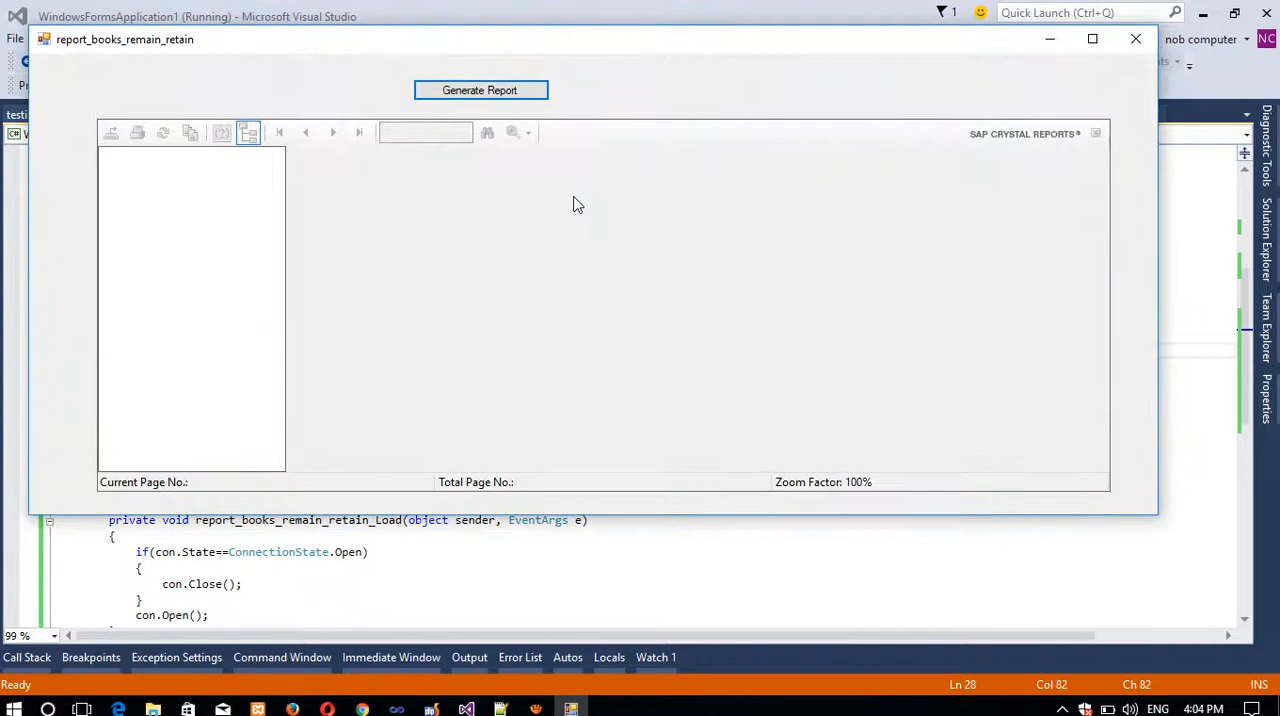 WindowsFormsApplication1 (Running) - Microsoft Visual Studio
1
Quick Launch (Ctrl+Q)
report_books_remain_retain
File
nob computer
NC
Generate Report
SAP CRYSTAL REPORTS®
testi
Diagnostic Tools
Solution Explorer
Team Explorer
Properties
Current Page No.:
Total Page No.:
Zoom Factor: 100%
private void report_books_remain_retain_Load(object sender, EventArgs e)
{
if(con.State==ConnectionState.Open)
{
con.Close();
}
con.Open();
99 %
Call Stack
Breakpoints
Exception Settings
Command Window
Immediate Window
Output
Error List
Autos
Locals
Watch 1
Ready
Ln 28
Col 82
Ch 82
INS
ENG
4:04 PM